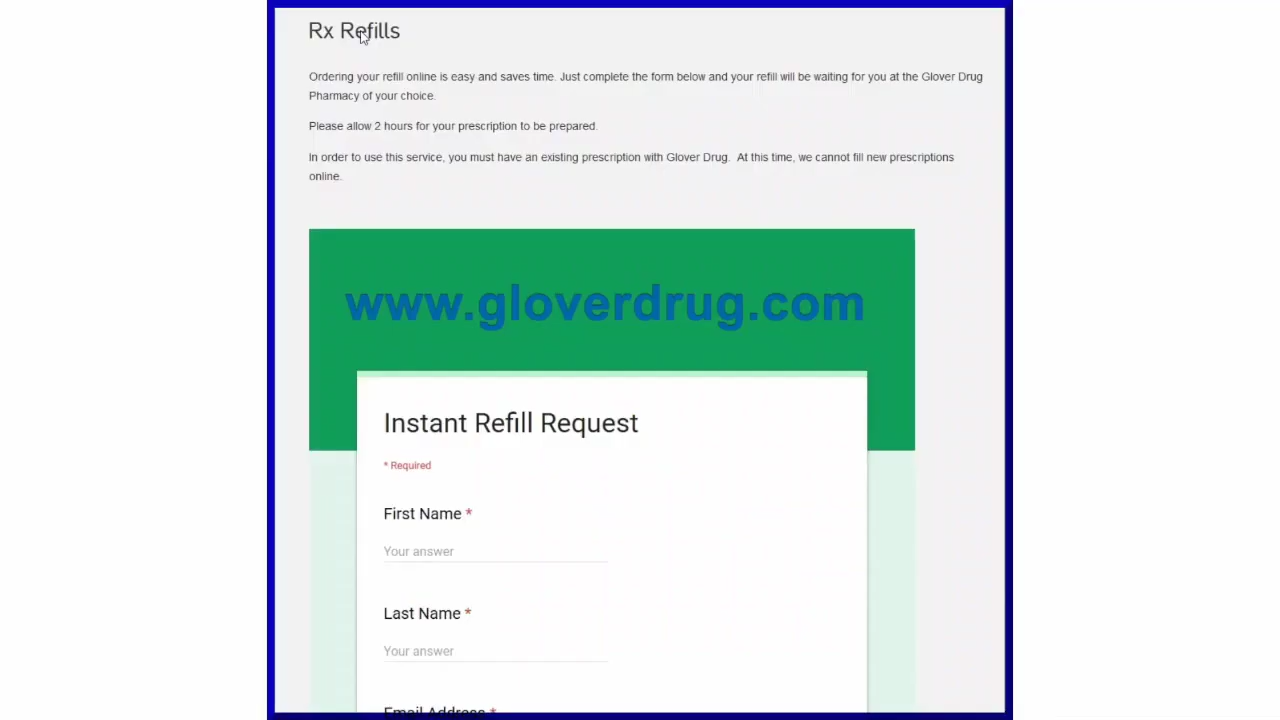 Rx Refills
Ordering your refill online is easy and saves time. Just complete the form below and your refill will be waiting for you at the Glover Drug
Pharmacy of your choice.
Please allow 2 hours for your prescription to be prepared.
In order to use this service, you must have an existing prescription with Glover Drug.  At this time, we cannot fill new prescriptions
online.
www.gloverdrug.com
Instant Refill Request
* Required
First Name *
Your answer
Last Name *
Your answer
Email Address *